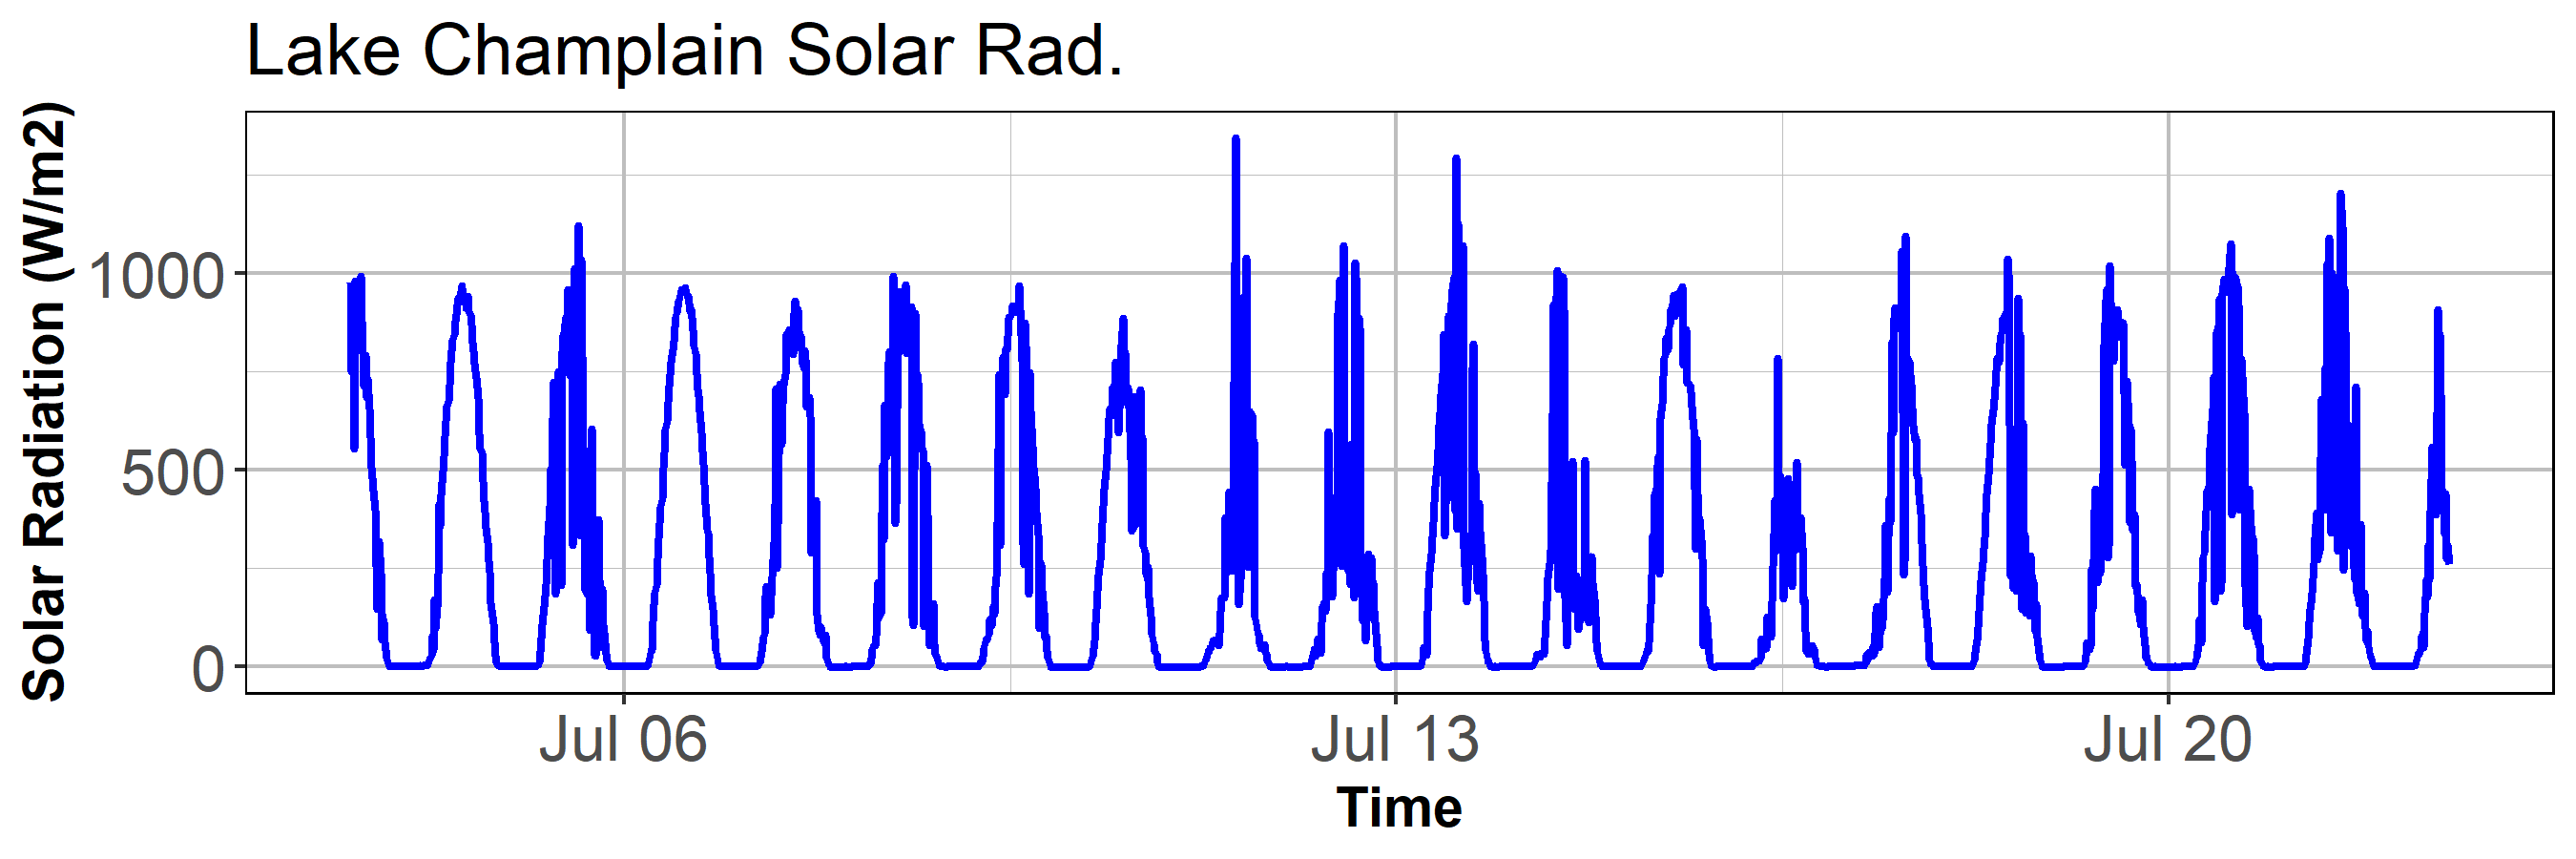 Lake Champlain Solar Rad.
Solar Radiation (W/m2)
1000
500
0
Jul 06
Jul 13
Jul 20
Time